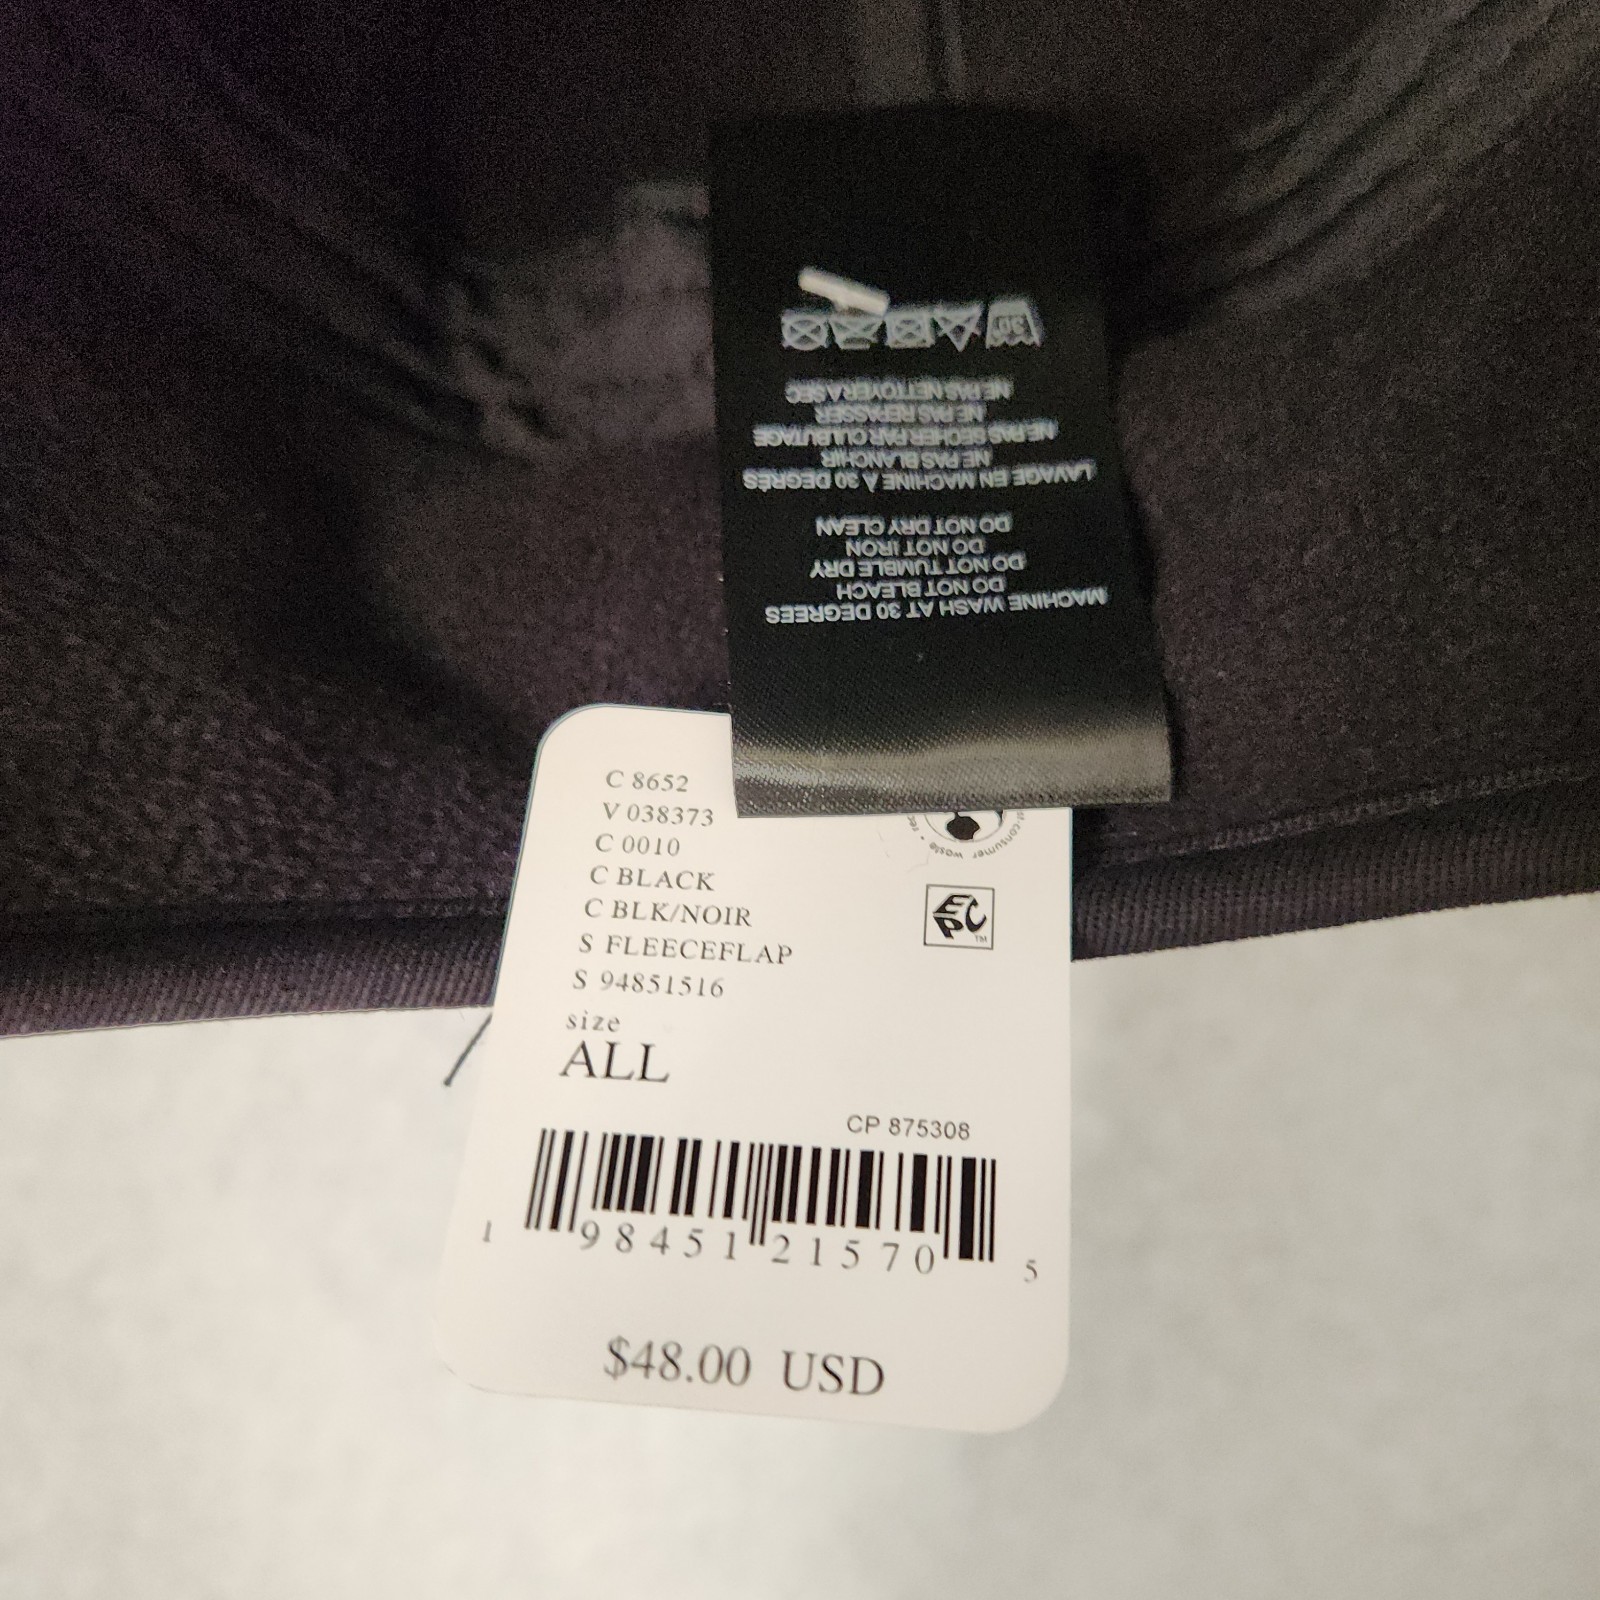 MACHINE WASH AT 30 DEGREES
DO NOT BLEACH
DO NOT TUMBLE DRY
DO NOT IRON
DO NOT DRY CLEAN
LAVAGE EN MACHINE À 30 DEGRÉS
NE PAS BLANCHIR
NE PAS SECHER PAR CULBUTAGE
NE PAS REPASSER
NE PAS NETTOYER A SEC
30
C 8652
V 038373
C 0010
C BLACK
C BLK/NOIR
S FLEECEFLAP
S 94851516
size
ALL
consumer waste
EcPC™
CP 875308
1 98451 21570 5
$48.00 USD